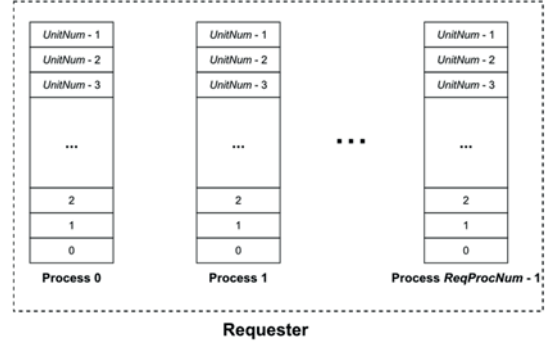 UnitNum - 1 UnitNum - 1 UnitNum - 1
UnitNum - 2 UnitNum - 2 UnitNum - 2
UnitNum - 3 UnitNum - 3 UnitNum - 3
... ... ... ...
2 2 2
1 1 1
0 0 0
Process 0 Process 1 Process ReqProcNum - 1
Requester